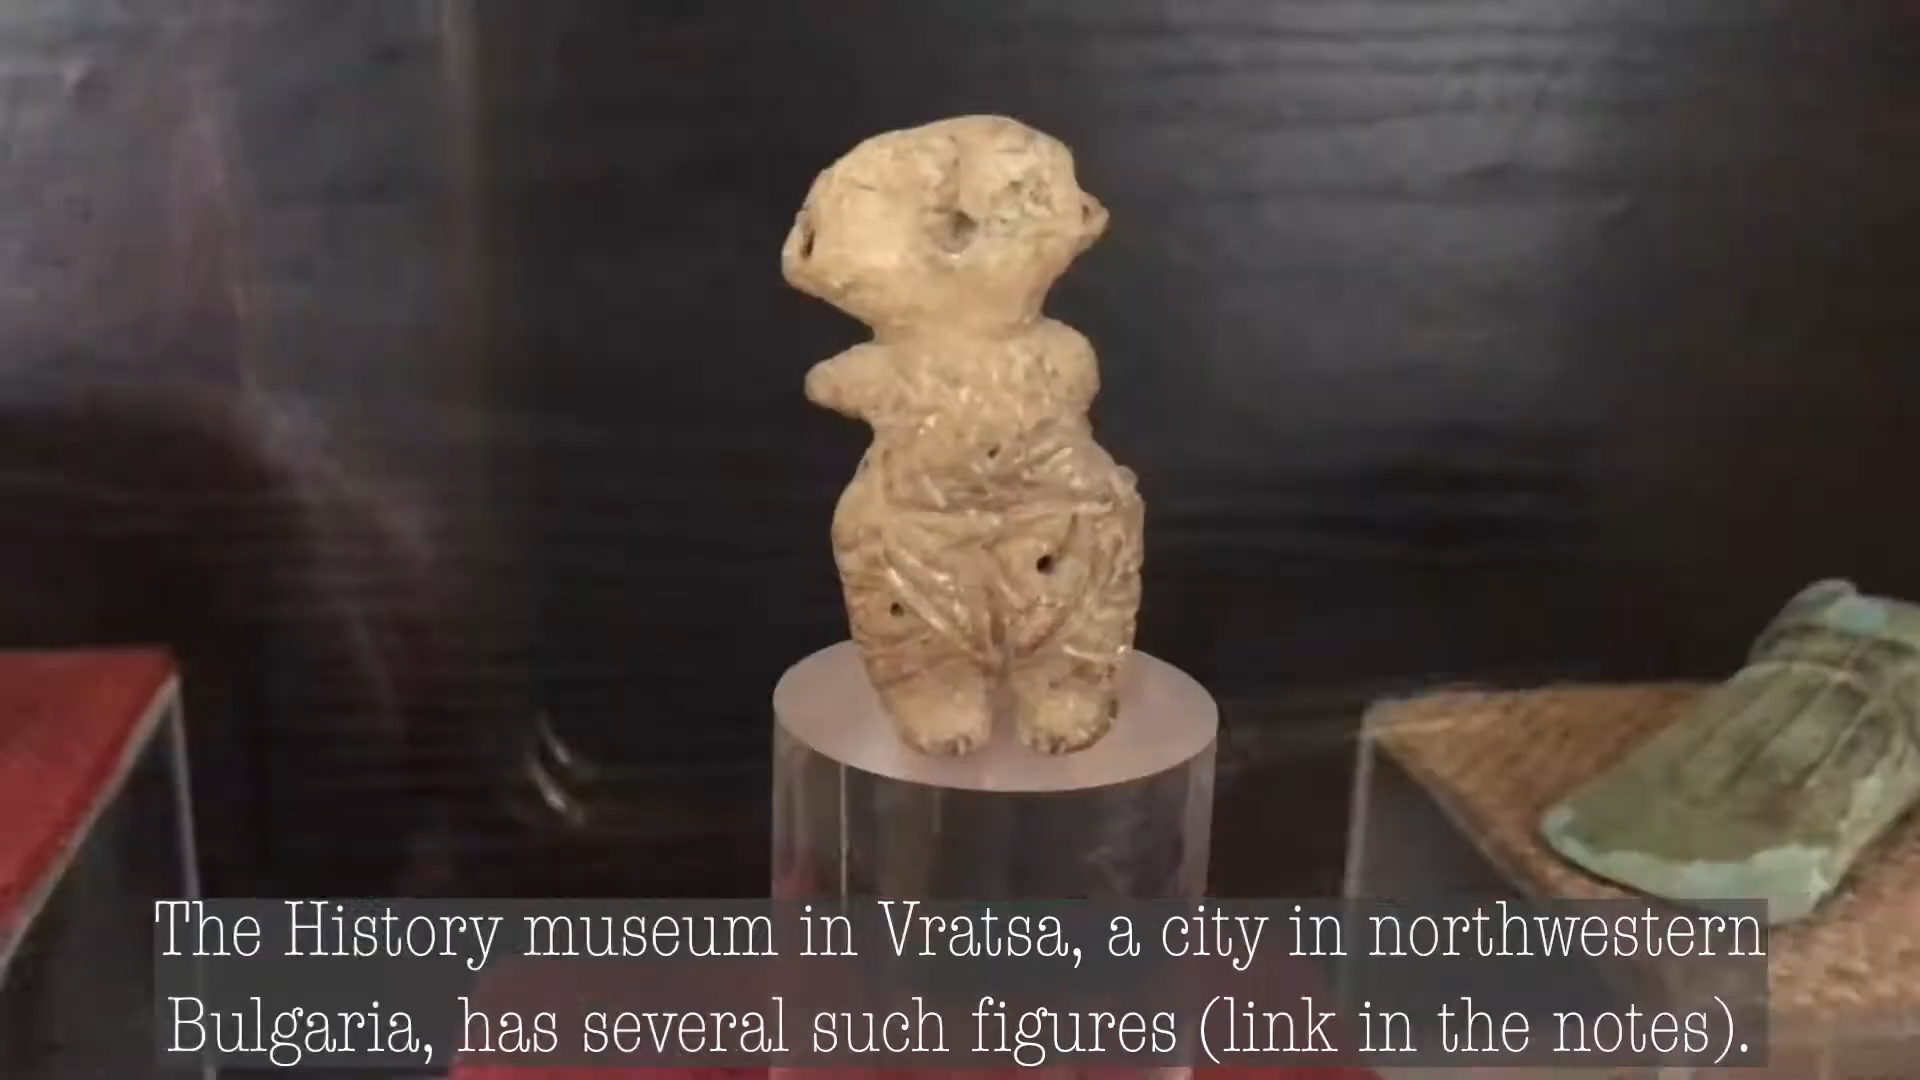 The History museum in Vratsa, a city in northwestern
Bulgaria, has several such figures (link in the notes).